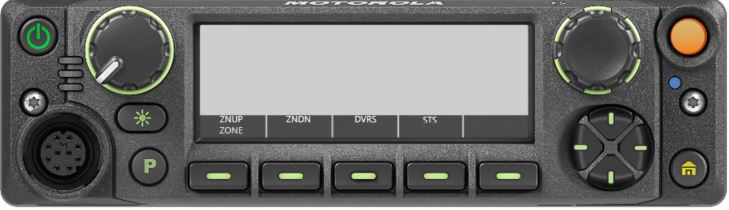 MOTOROLA
ZNUP ZNDN DVRS STS
ZONE
P